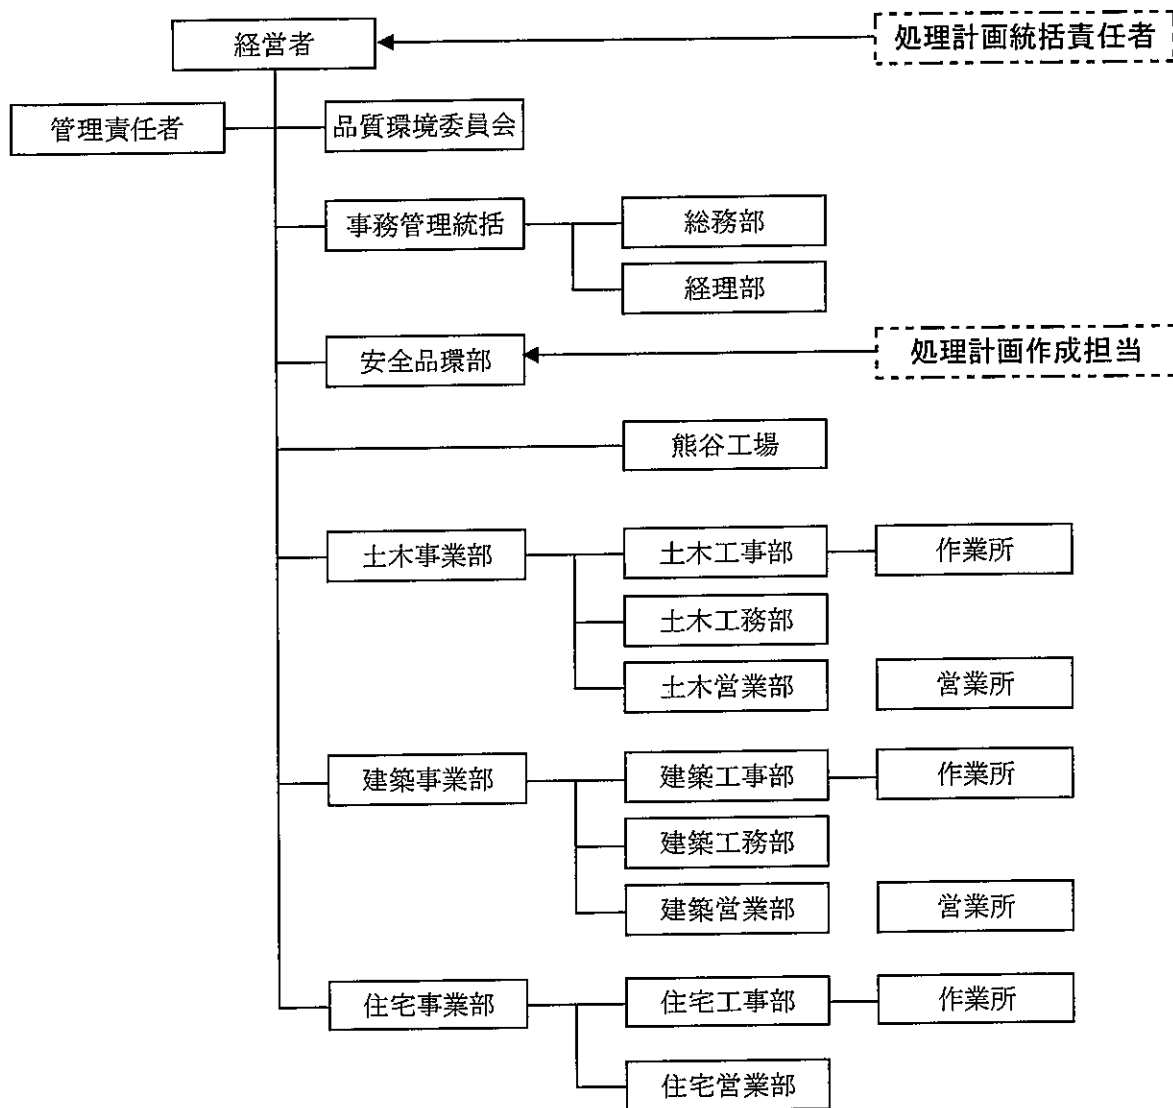 経営者
処理計画統括責任者
管理責任者
品質環境委員会
事務管理統括
総務部
経理部
安全品環部
処理計画作成担当
熊谷工場
土木事業部
土木工事部
作業所
土木工務部
土木営業部
営業所
建築事業部
建築工事部
作業所
建築工務部
建築営業部
営業所
住宅事業部
住宅工事部
作業所
住宅営業部